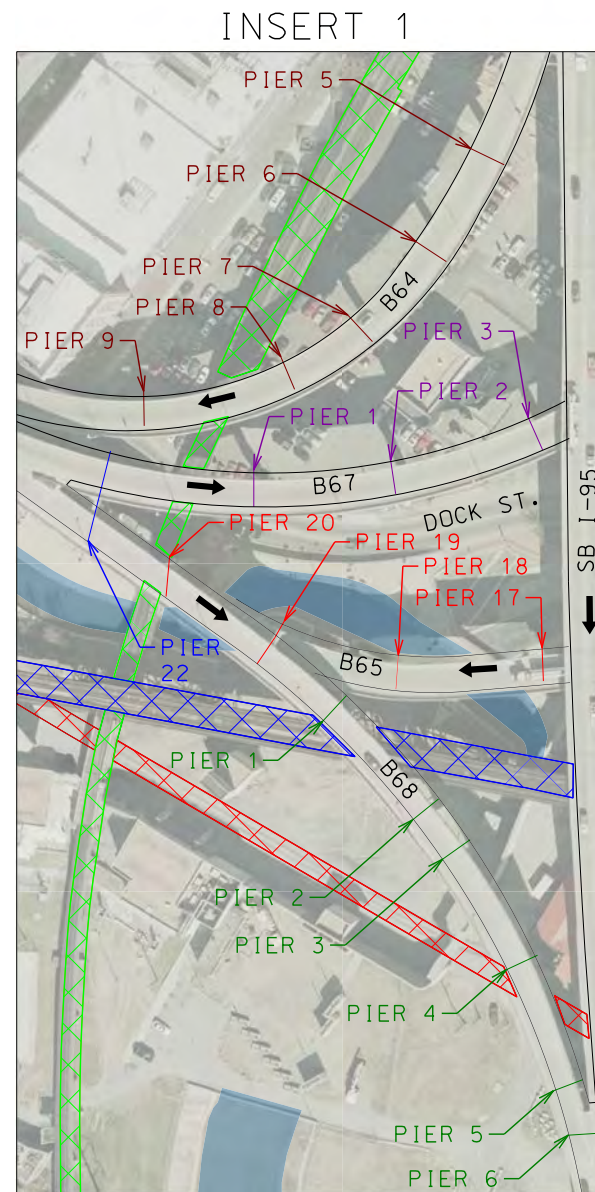 INSERT 1
PIER 5
PIER 6
PIER 7
B64
PIER 8
PIER 3
PIER 9
PIER 2
PIER 1
B67
SB I-95
DOCK ST.
PIER 20
PIER 19
PIER 18
PIER 17
PIER
22
B65
PIER 1
B68
PIER 2
PIER 3
PIER 4
PIER 5
PIER 6